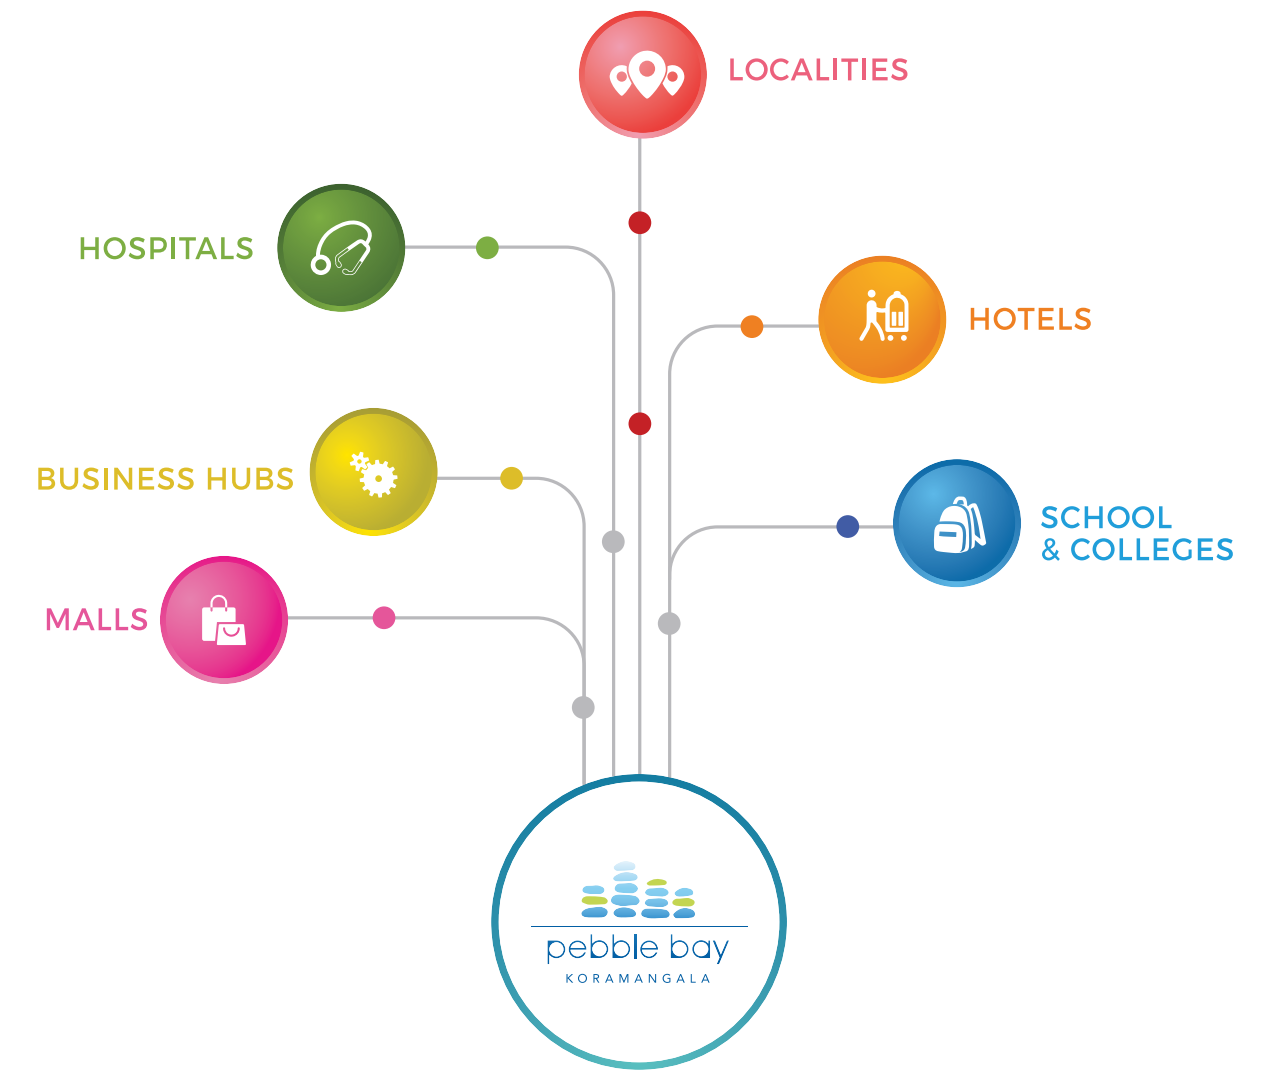 LOCALITIES
HOSPITALS
HOTELS
BUSINESS HUBS
SCHOOL
& COLLEGES
MALLS
pebble bay
KORAMANGALA